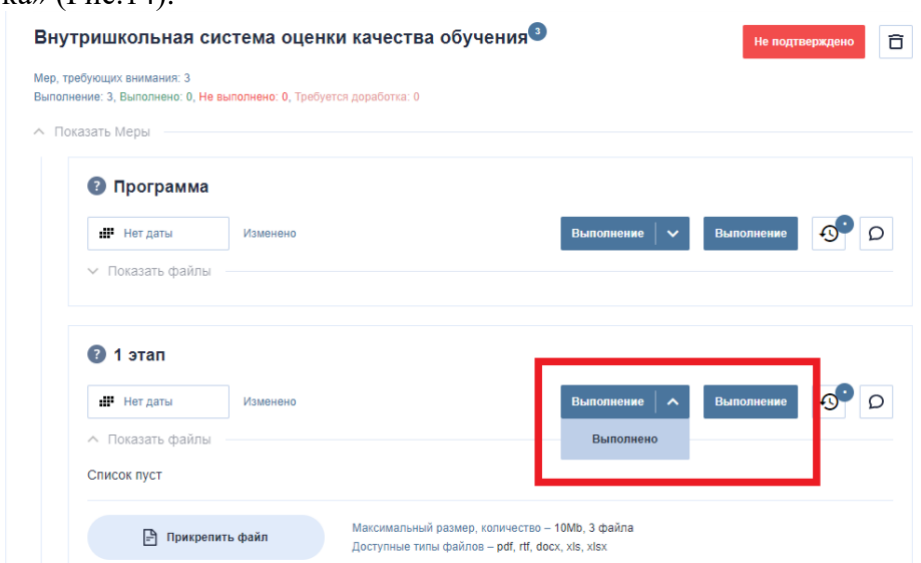 ка» (Рис.14).
Внутришкольная система оценки качества обучения 3
Не подтверждено
Мер, требующих внимания: 3
Выполнение: 3, Выполнено: 0, Не выполнено: 0, Требуется доработка: 0
Показать Меры
? Программа
Нет даты Изменено Выполнение Выполнение
Показать файлы
? 1 этап
Нет даты Изменено Выполнение Выполнение
Показать файлы Выполнено
Список пуст
Прикрепить файл
Максимальный размер, количество – 10Mb, 3 файла
Доступные типы файлов – pdf, rtf, docx, xls, xlsx